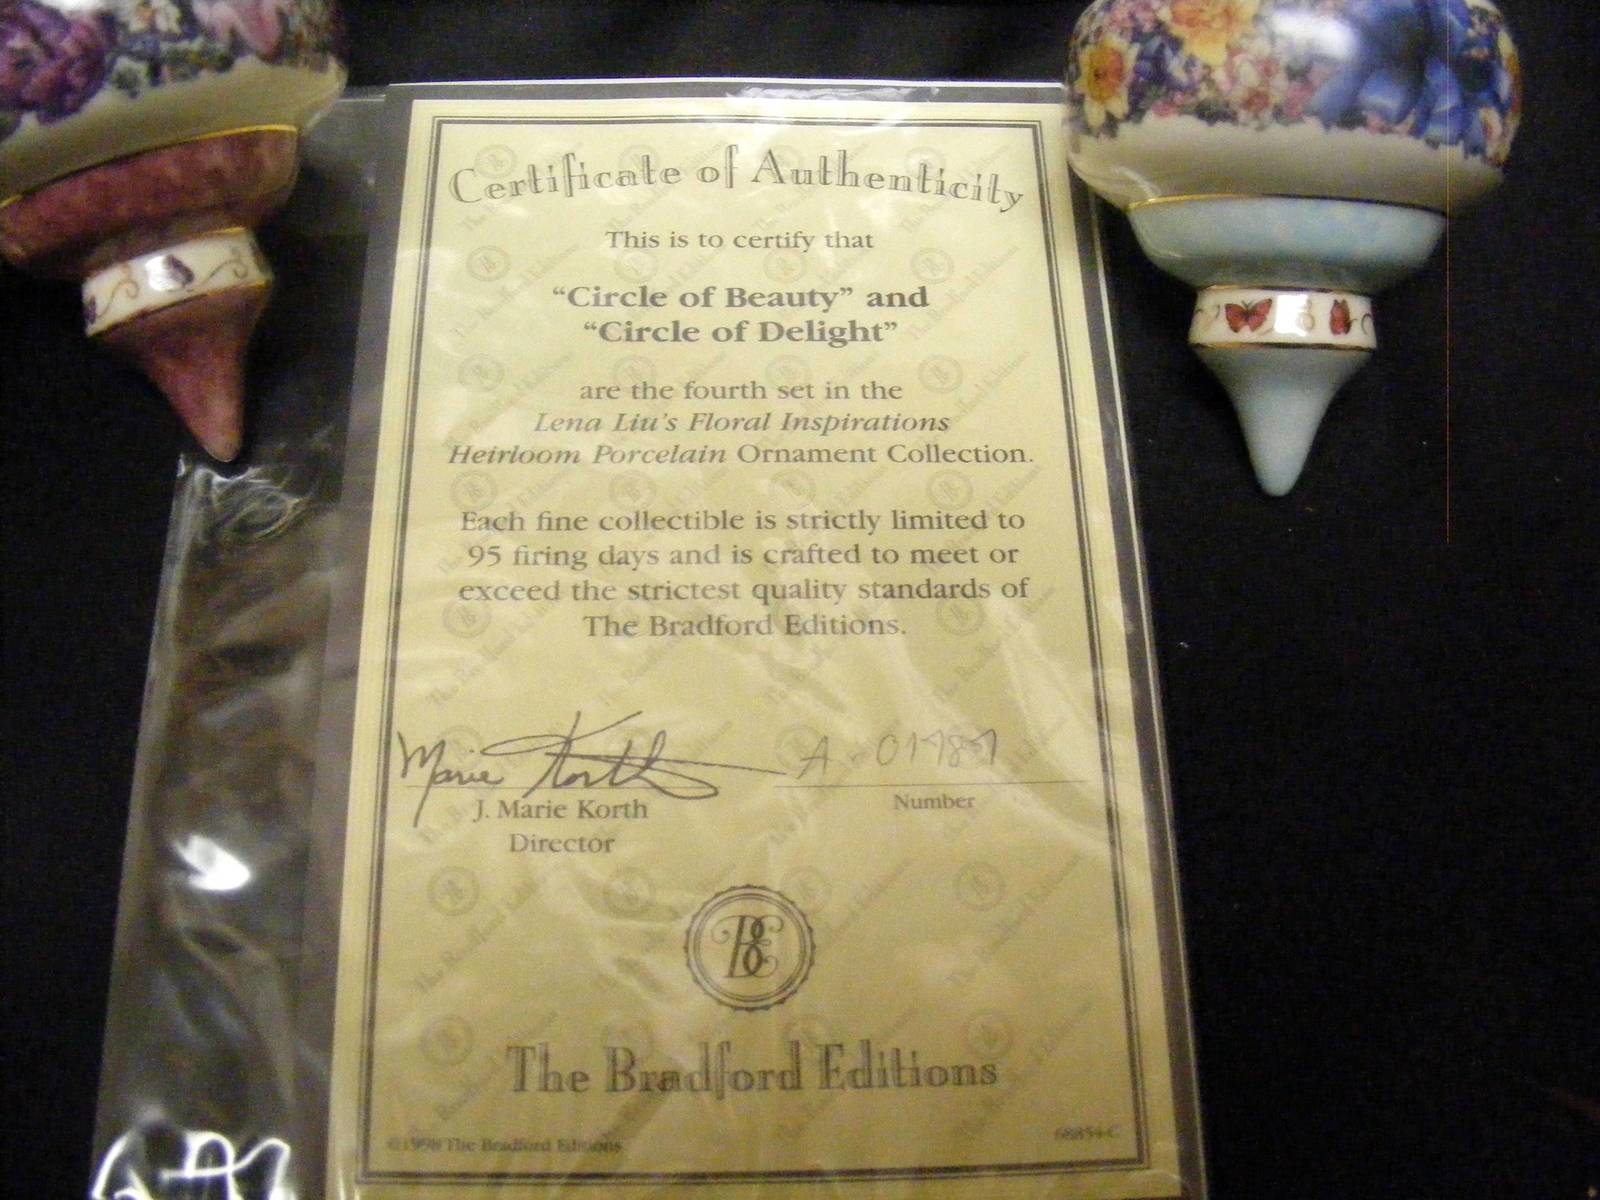 Certificate of Authenticity
This is to certify that
“Circle of Beauty” and
“Circle of Delight”
are the fourth set in the
Lena Liu's Floral Inspirations
Heirloom Porcelain Ornament Collection.
Each fine collectible is strictly limited to
95 firing days and is crafted to meet or
exceed the strictest quality standards of
The Bradford Editions.
Marie Korth
A-01787
J. Marie Korth
Number
Director
BE
The Bradford Editions
©1998 The Bradford Editions
68854-C